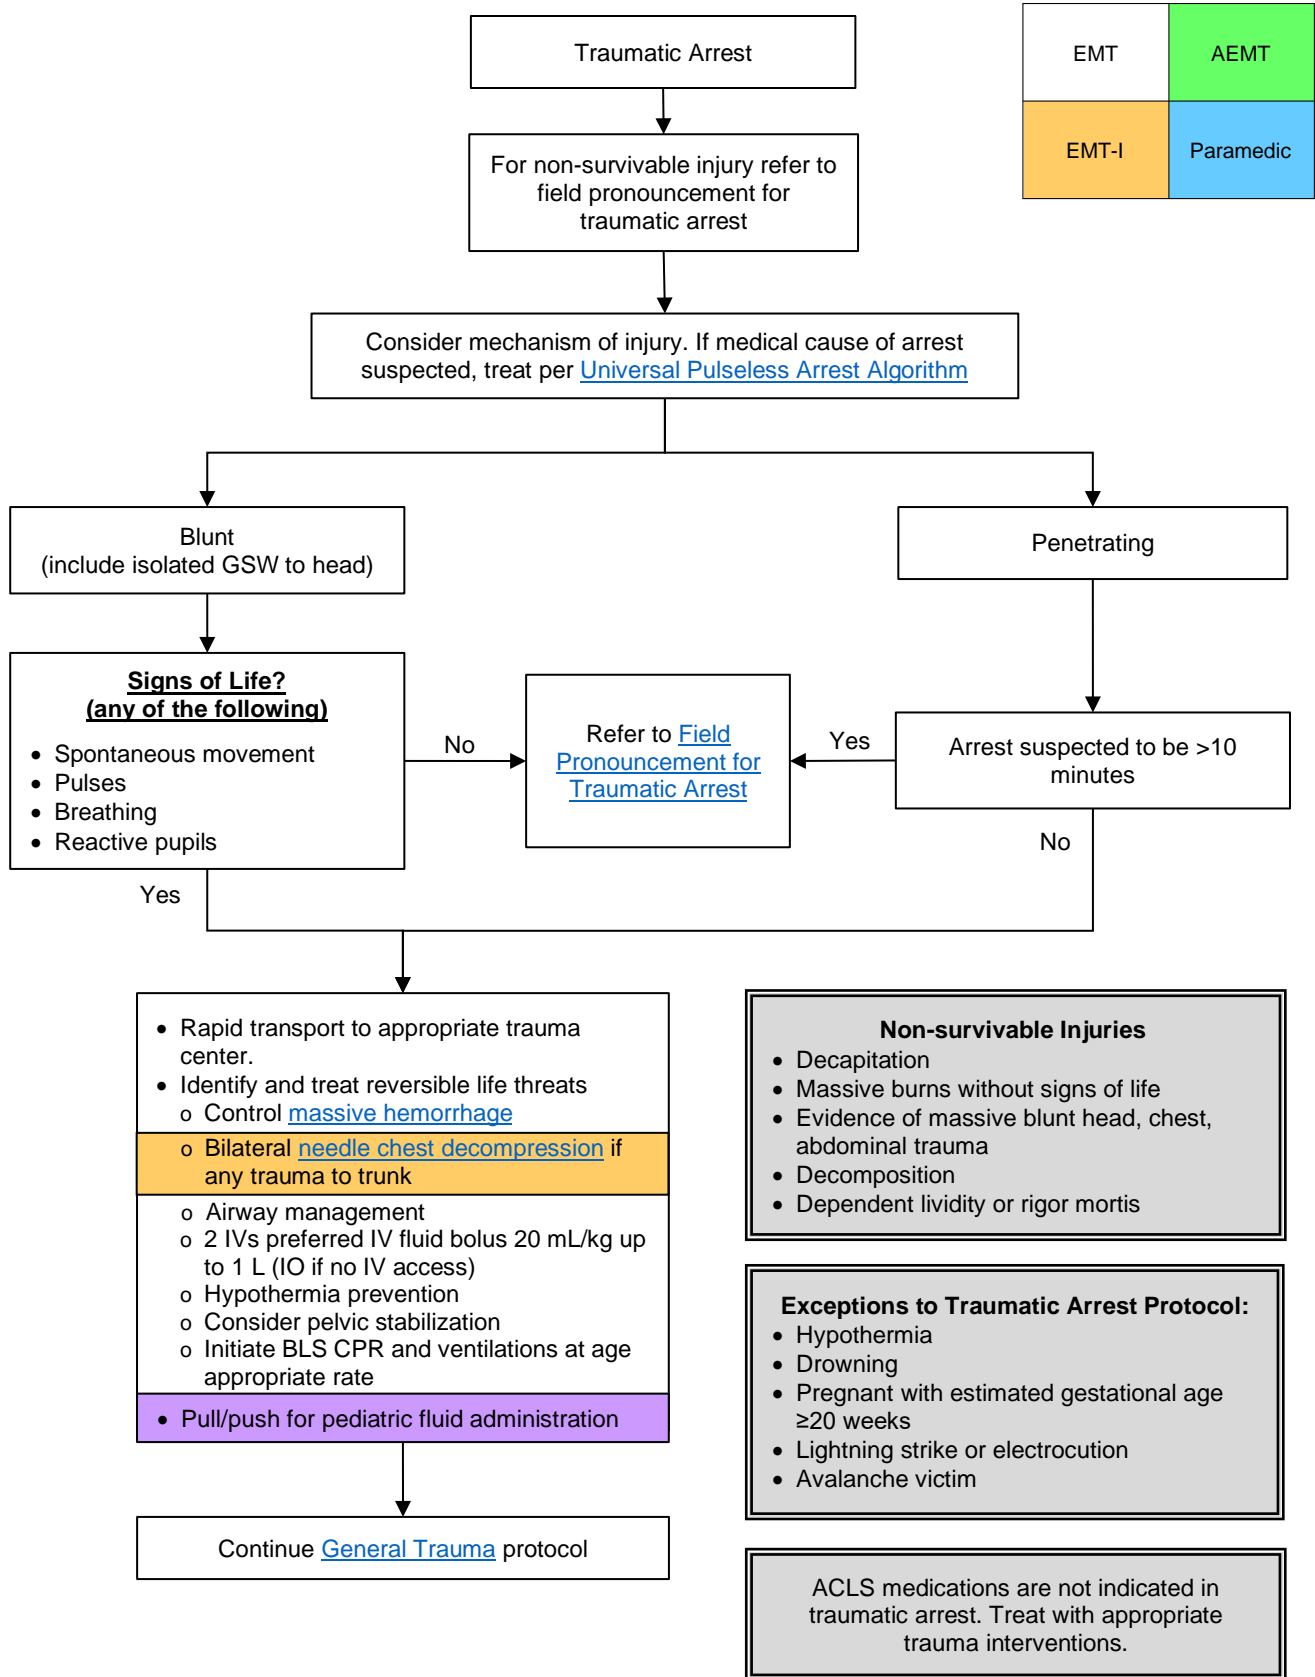 Traumatic Arrest
EMT
AEMT
EMT-I
Paramedic
For non-survivable injury refer to
field pronouncement for
traumatic arrest
Consider mechanism of injury. If medical cause of arrest
suspected, treat per Universal Pulseless Arrest Algorithm
Blunt
(include isolated GSW to head)
Penetrating
Signs of Life?
(any of the following)
• Spontaneous movement
• Pulses
• Breathing
• Reactive pupils
No
Refer to Field
Pronouncement for
Traumatic Arrest
Yes
Arrest suspected to be >10
minutes
Yes
No
• Rapid transport to appropriate trauma
center.
• Identify and treat reversible life threats
o Control massive hemorrhage
o Bilateral needle chest decompression if
any trauma to trunk
o Airway management
o 2 IVs preferred IV fluid bolus 20 mL/kg up
to 1 L (IO if no IV access)
o Hypothermia prevention
o Consider pelvic stabilization
o Initiate BLS CPR and ventilations at age
appropriate rate
• Pull/push for pediatric fluid administration
Continue General Trauma protocol
Non-survivable Injuries
• Decapitation
• Massive burns without signs of life
• Evidence of massive blunt head, chest,
abdominal trauma
• Decomposition
• Dependent lividity or rigor mortis
Exceptions to Traumatic Arrest Protocol:
• Hypothermia
• Drowning
• Pregnant with estimated gestational age
≥20 weeks
• Lightning strike or electrocution
• Avalanche victim
ACLS medications are not indicated in
traumatic arrest. Treat with appropriate
trauma interventions.